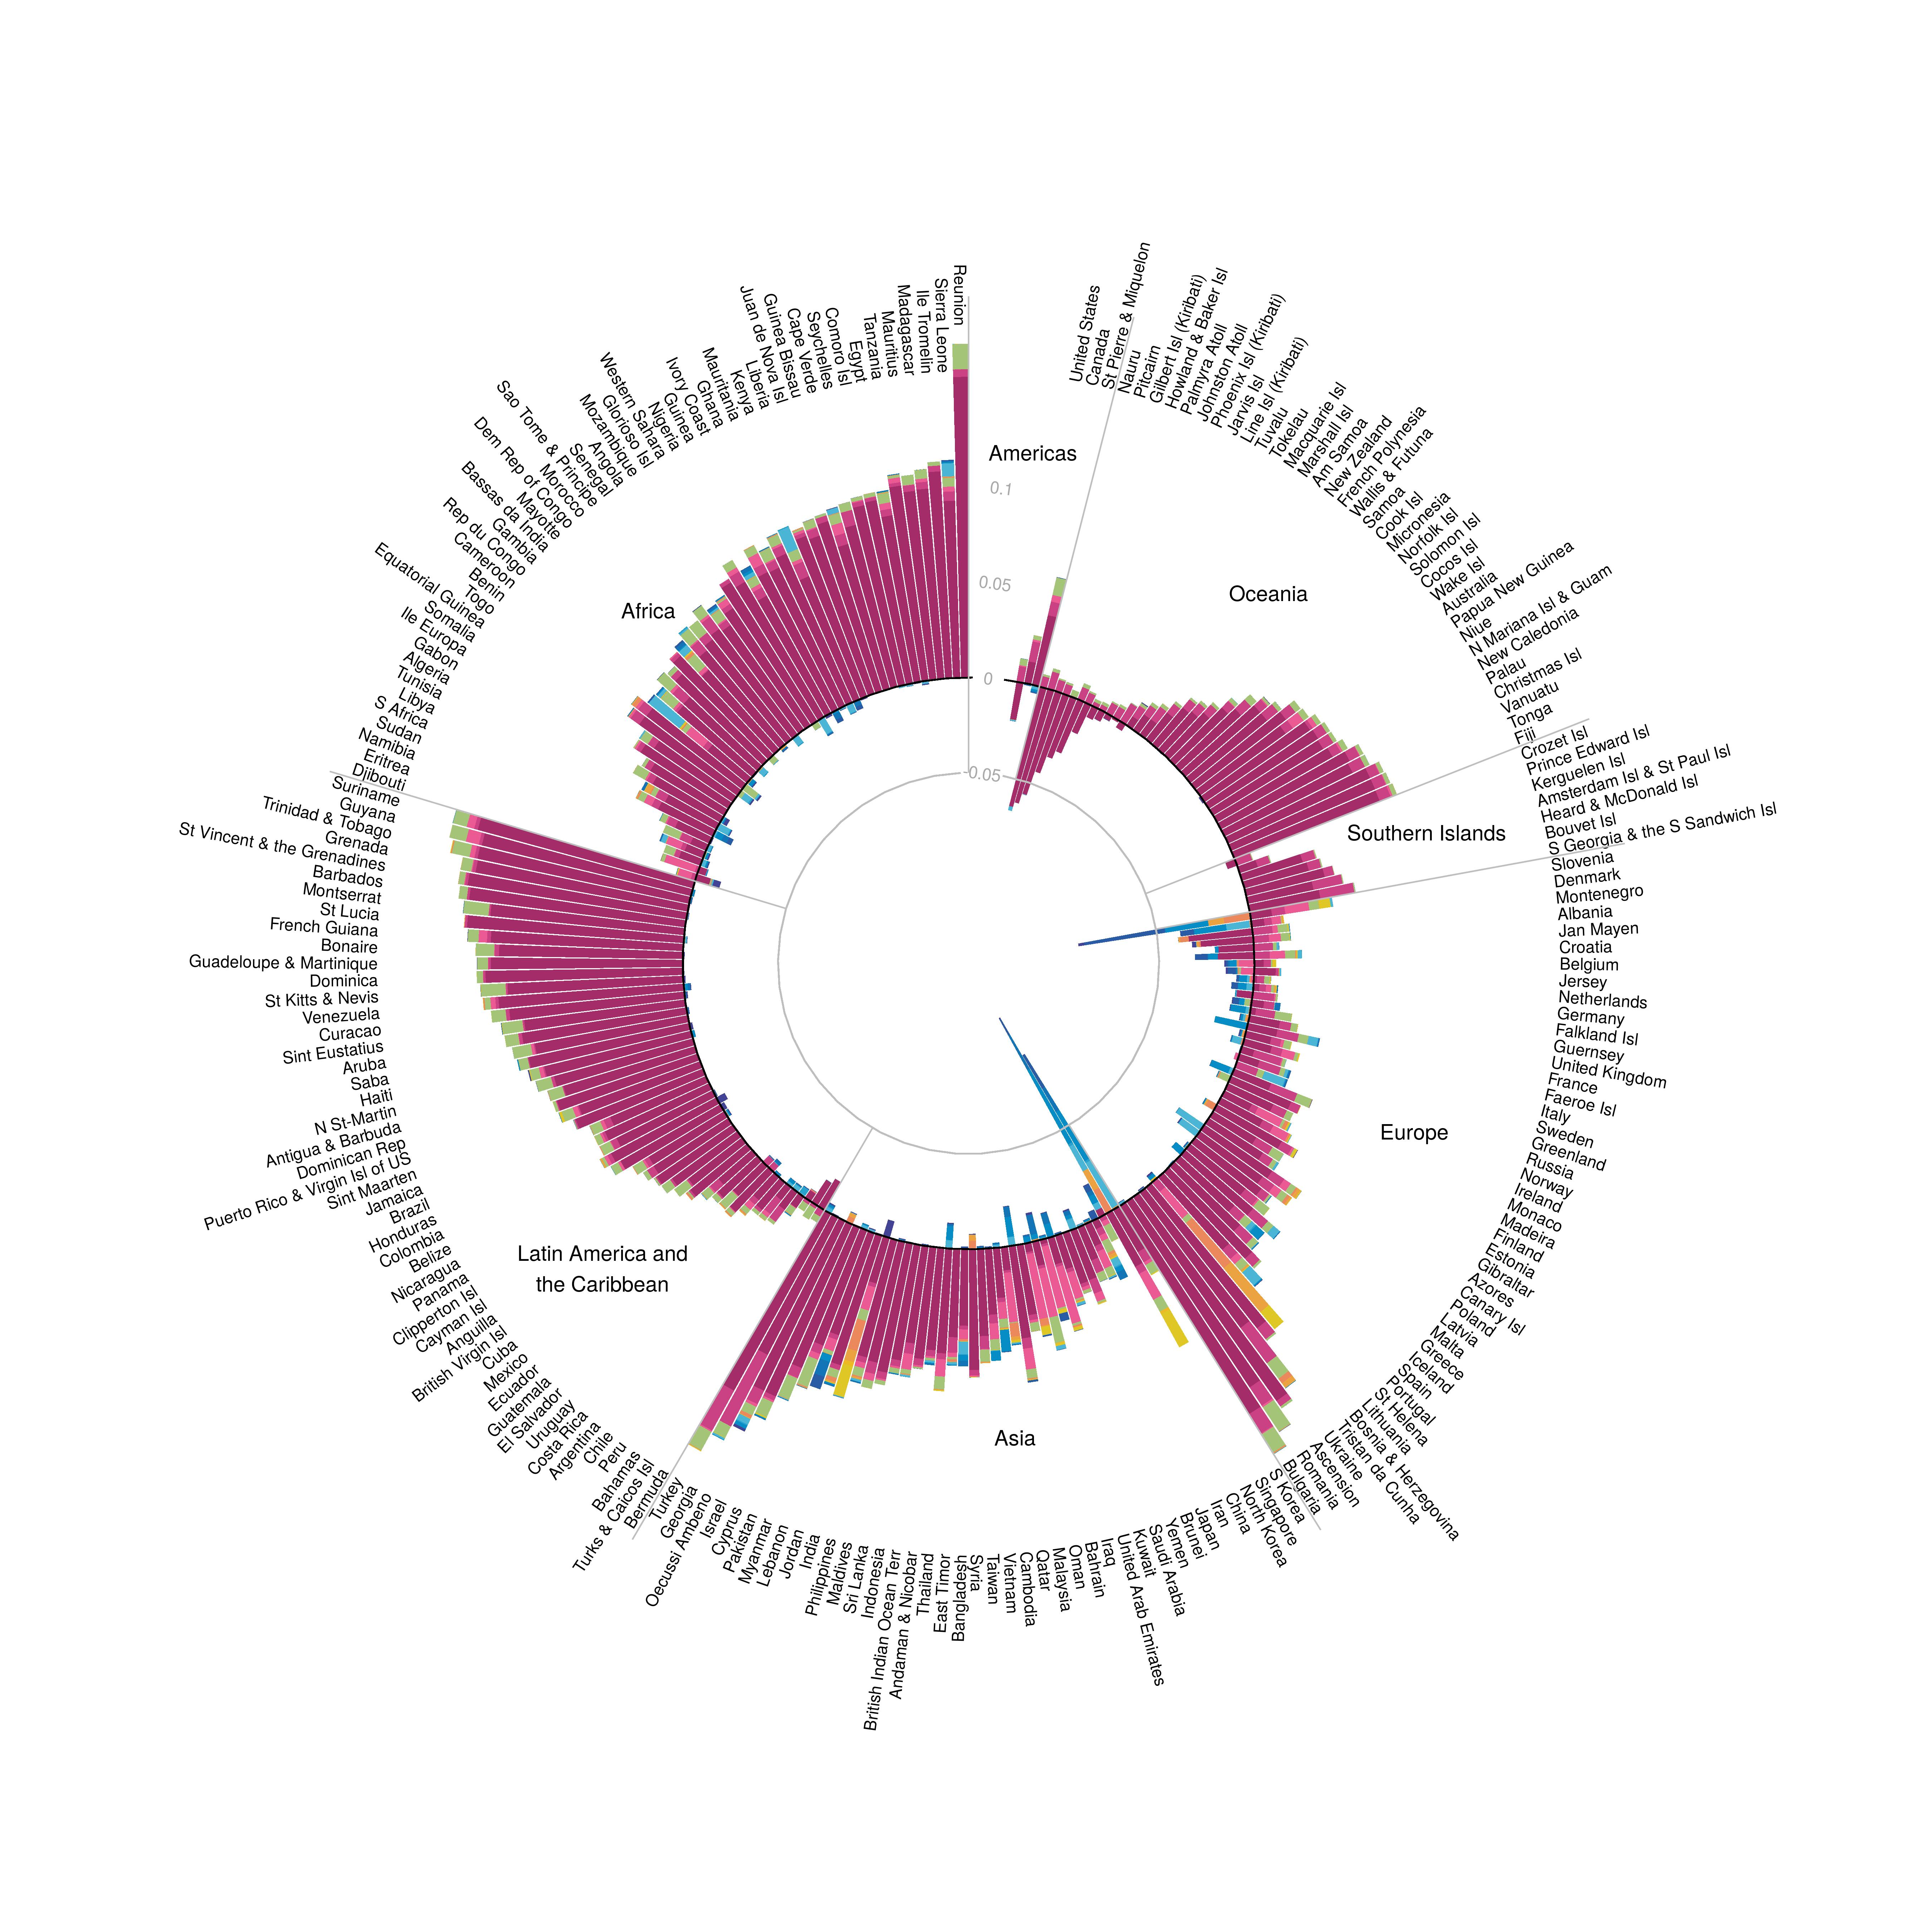 Americas
0.1
0.05
0
-0.05
Oceania
Southern Islands
Europe
Asia
Latin America and
the Caribbean
Africa
United States
Canada
St Pierre & Miquelon
Nauru
Pitcairn
Gilbert Isl (Kiribati)
Howland & Baker Isl
Palmyra Atoll
Johnston Atoll
Phoenix Isl (Kiribati)
Jarvis Isl
Line Isl (Kiribati)
Tuvalu
Tokelau
Macquarie Isl
Marshall Isl
Am Samoa
New Zealand
French Polynesia
Wallis & Futuna
Samoa
Cook Isl
Micronesia
Norfolk Isl
Solomon Isl
Cocos Isl
Wake Isl
Australia
Papua New Guinea
Niue
N Mariana Isl & Guam
New Caledonia
Palau
Christmas Isl
Vanuatu
Tonga
Fiji
Crozet Isl
Prince Edward Isl
Kerguelen Isl
Amsterdam Isl & St Paul Isl
Heard & McDonald Isl
Bouvet Isl
S Georgia & the S Sandwich Isl
Slovenia
Denmark
Montenegro
Albania
Jan Mayen
Croatia
Belgium
Jersey
Netherlands
Germany
Falkland Isl
Guernsey
United Kingdom
France
Faeroe Isl
Italy
Sweden
Greenland
Russia
Norway
Ireland
Monaco
Madeira
Finland
Estonia
Gibraltar
Azores
Canary Isl
Poland
Latvia
Malta
Greece
Iceland
Spain
Portugal
St Helena
Lithuania
Bosnia & Herzegovina
Tristan da Cunha
Ukraine
Ascension
Romania
Bulgaria
S Korea
Singapore
North Korea
China
Iran
Japan
Brunei
Yemen
Saudi Arabia
Kuwait
United Arab Emirates
Iraq
Bahrain
Oman
Malaysia
Qatar
Cambodia
Vietnam
Taiwan
Syria
Bangladesh
East Timor
Thailand
Andaman & Nicobar
British Indian Ocean Terr
Indonesia
Sri Lanka
Maldives
Philippines
India
Jordan
Lebanon
Myanmar
Pakistan
Cyprus
Israel
Oecussi Ambeno
Georgia
Turkey
Bermuda
Turks & Caicos Isl
Bahamas
Peru
Chile
Argentina
Costa Rica
Uruguay
El Salvador
Guatemala
Ecuador
Mexico
Cuba
British Virgin Isl
Anguilla
Cayman Isl
Clipperton Isl
Panama
Nicaragua
Belize
Colombia
Honduras
Brazil
Jamaica
Sint Maarten
Puerto Rico & Virgin Isl of US
Dominican Rep
Antigua & Barbuda
N St-Martin
Haiti
Saba
Aruba
Sint Eustatius
Curacao
Venezuela
St Kitts & Nevis
Dominica
Guadeloupe & Martinique
Bonaire
French Guiana
St Lucia
Montserrat
Barbados
St Vincent & the Grenadines
Grenada
Trinidad & Tobago
Guyana
Suriname
Djibouti
Eritrea
Namibia
Sudan
S Africa
Libya
Tunisia
Algeria
Gabon
Ile Europa
Somalia
Equatorial Guinea
Togo
Benin
Cameroon
Rep du Congo
Gambia
Bassas da India
Mayotte
Dem Rep of Congo
Morocco
Sao Tome & Principe
Senegal
Angola
Mozambique
Glorioso Isl
Western Sahara
Nigeria
Guinea
Ivory Coast
Ghana
Mauritania
Kenya
Liberia
Juan de Nova Isl
Guinea Bissau
Cape Verde
Seychelles
Comoro Isl
Egypt
Tanzania
Mauritius
Madagascar
Ile Tromelin
Sierra Leone
Reunion